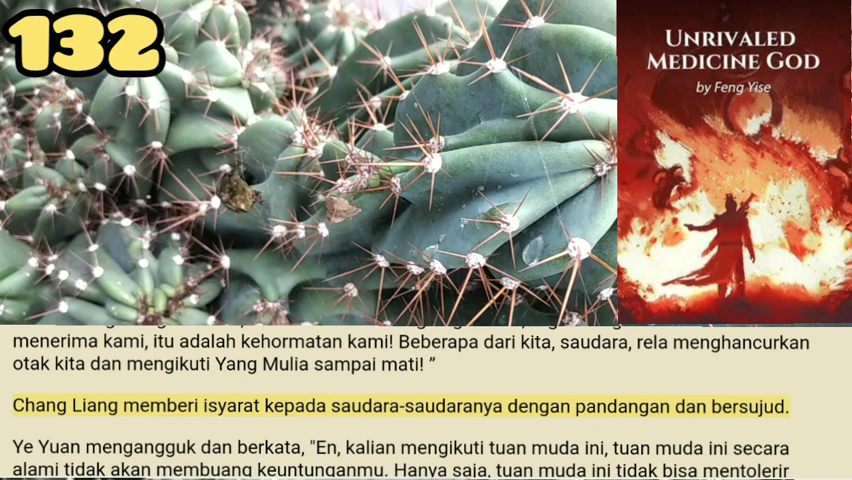 132
UNRIVALED
MEDICINE GOD
by Feng Yise
menerima kami, itu adalah kehormatan kami! Beberapa dari kita, saudara, rela menghancurkan
otak kita dan mengikuti Yang Mulia sampai mati! ”
Chang Liang memberi isyarat kepada saudara-saudaranya dengan pandangan dan bersujud.
Ye Yuan mengangguk dan berkata, "En, kalian mengikuti tuan muda ini, tuan muda ini secara
alami tidak akan membuang keuntunganmu. Hanya saja, tuan muda ini tidak bisa mentolerir